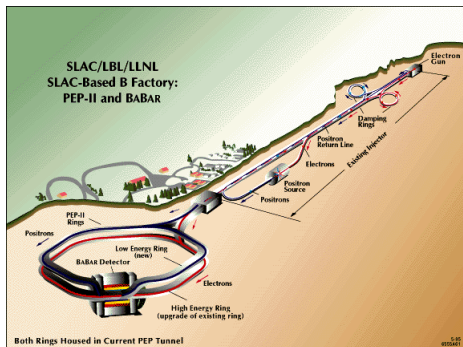 SLAC/LBL/LLNL
SLAC-Based B Factory:
PEP-II and BABAR
Electron
Gun
Damping
Rings
Positron
Return Line
Existing Injector
Electrons
Positron
Source
Positrons
PEP-II
Rings
Positrons
Low Energy Ring
(new)
BABAR Detector
Electrons
High Energy Ring
(upgrade of existing ring)
Both Rings Housed in Current PEP Tunnel